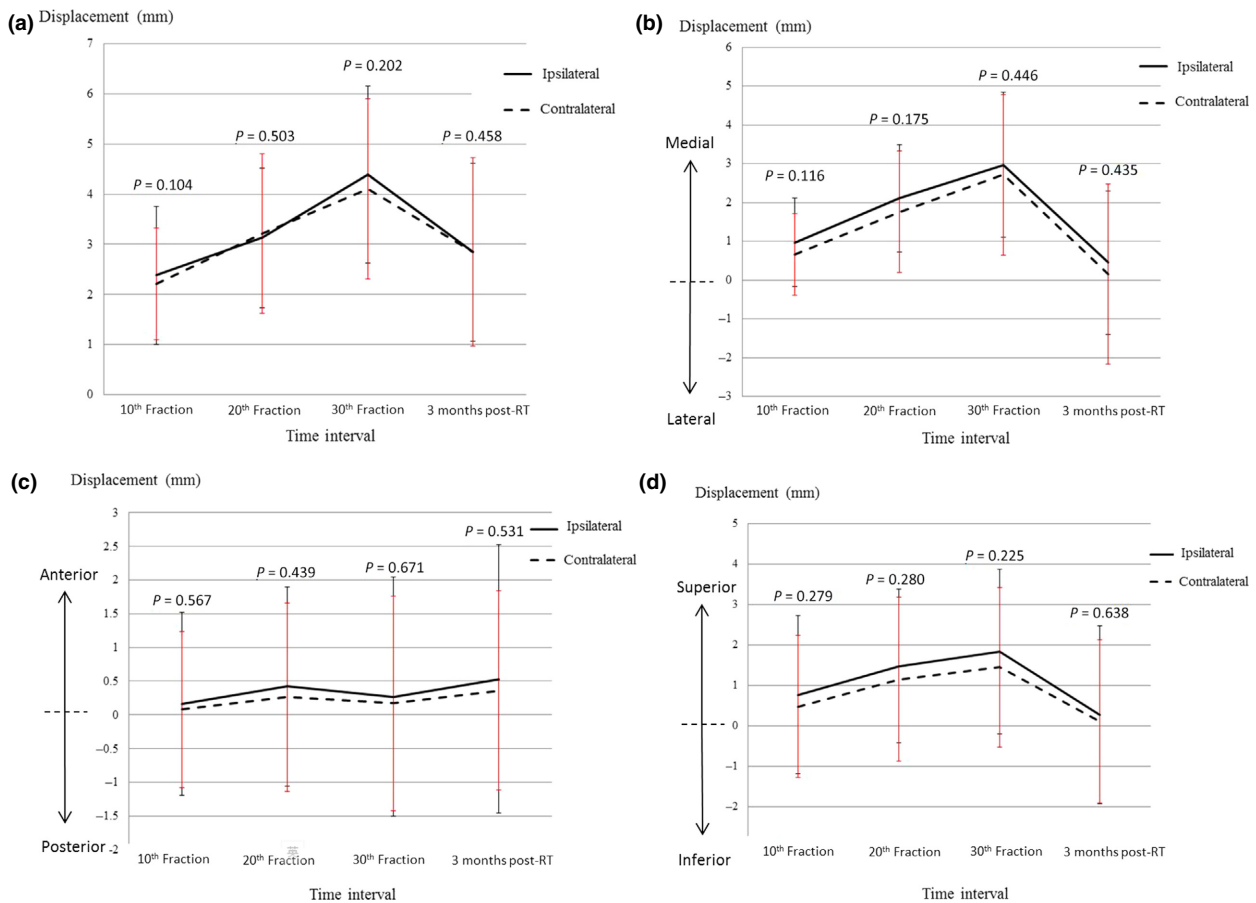 (a) Displacement (mm)
7
6
5
4
3
2
1
0
P = 0.104
P = 0.503
P = 0.202
P = 0.458
Ipsilateral
Contralateral
10th Fraction 20th Fraction 30th Fraction 3 months post-RT
Time interval
(b) Displacement (mm)
6
5
4
3
2
1
0
–1
–2
–3
Medial
Lateral
P = 0.116
P = 0.175
P = 0.446
P = 0.435
Ipsilateral
Contralateral
10th Fraction 20th Fraction 30th Fraction 3 months post-RT
Time interval
(c) Displacement (mm)
3
2.5
2
1.5
1
0.5
0
–0.5
–1
–1.5
-2
Anterior
Posterior
P = 0.567
P = 0.439
P = 0.671
P = 0.531
Ipsilateral
Contralateral
10th Fraction 20th Fraction 30th Fraction 3 months post-RT
Time interval
(d) Displacement (mm)
5
4
3
2
1
0
–1
–2
Superior
Inferior
P = 0.279
P = 0.280
P = 0.225
P = 0.638
Ipsilateral
Contralateral
10th Fraction 20th Fraction 30th Fraction 3 months post-RT
Time interval